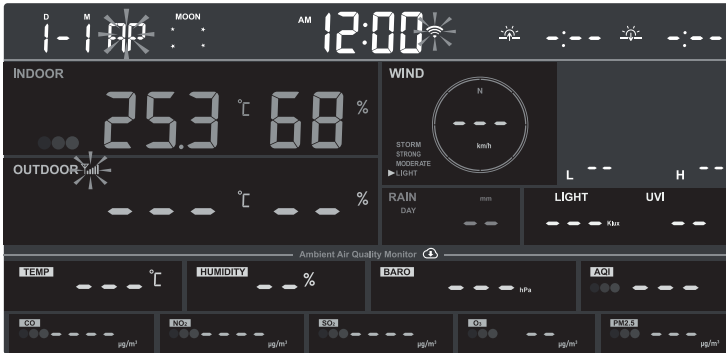 D M MOON AM
1-1 AP 12:00 -:-- -:--
INDOOR
25.3 °C 68 %
WIND
N
--- km/h
STORM
STRONG
MODERATE
▶LIGHT
L -- H --
OUTDOOR
--- °C -- %
RAIN mm
DAY --
LIGHT UVI
--- Klux --
Ambient Air Quality Monitor
TEMP --- °C
HUMIDITY -- %
BARO --- hPa
AQI ---
CO ---- µg/m³
NO₂ ---- µg/m³
SO₂ ---- µg/m³
O₃ -- µg/m³
PM2.5 --- µg/m³